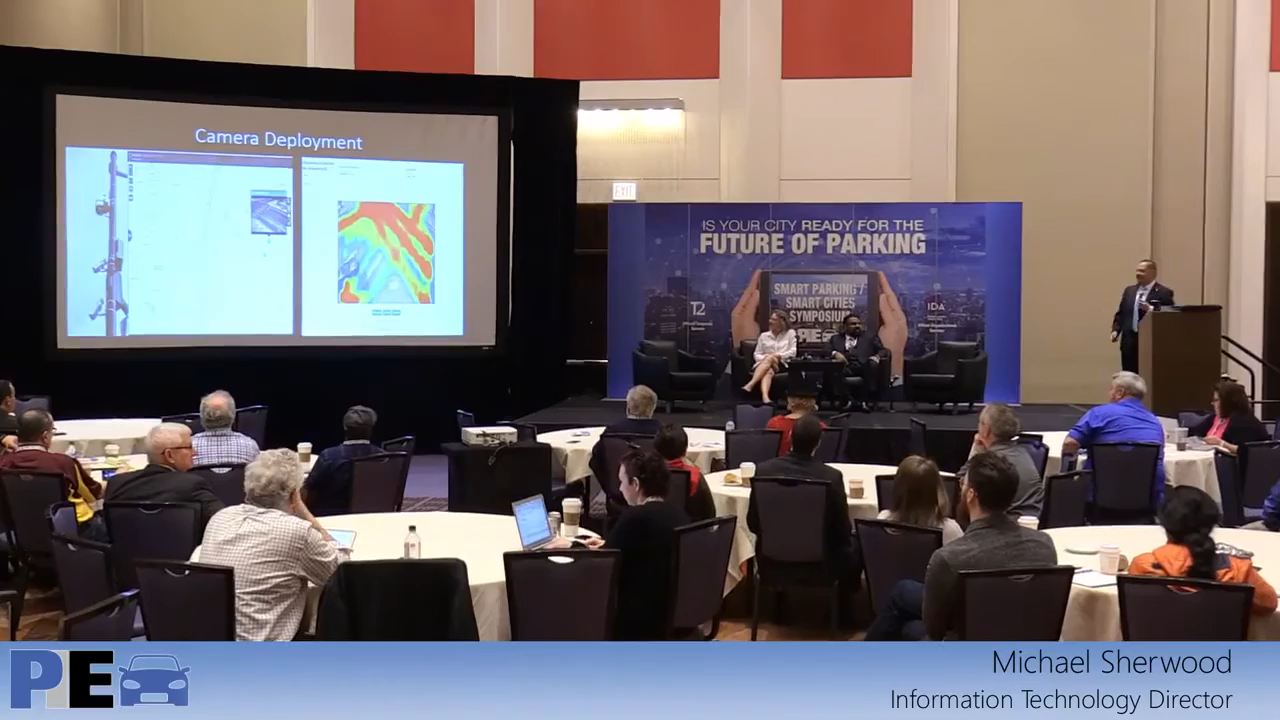 Camera Deployment
EXIT
IS YOUR CITY READY FOR THE
FUTURE OF PARKING
SMART PARKING /
SMART CITIES
SYMPOSIUM
T2
IDA
PIE
Michael Sherwood
Information Technology Director